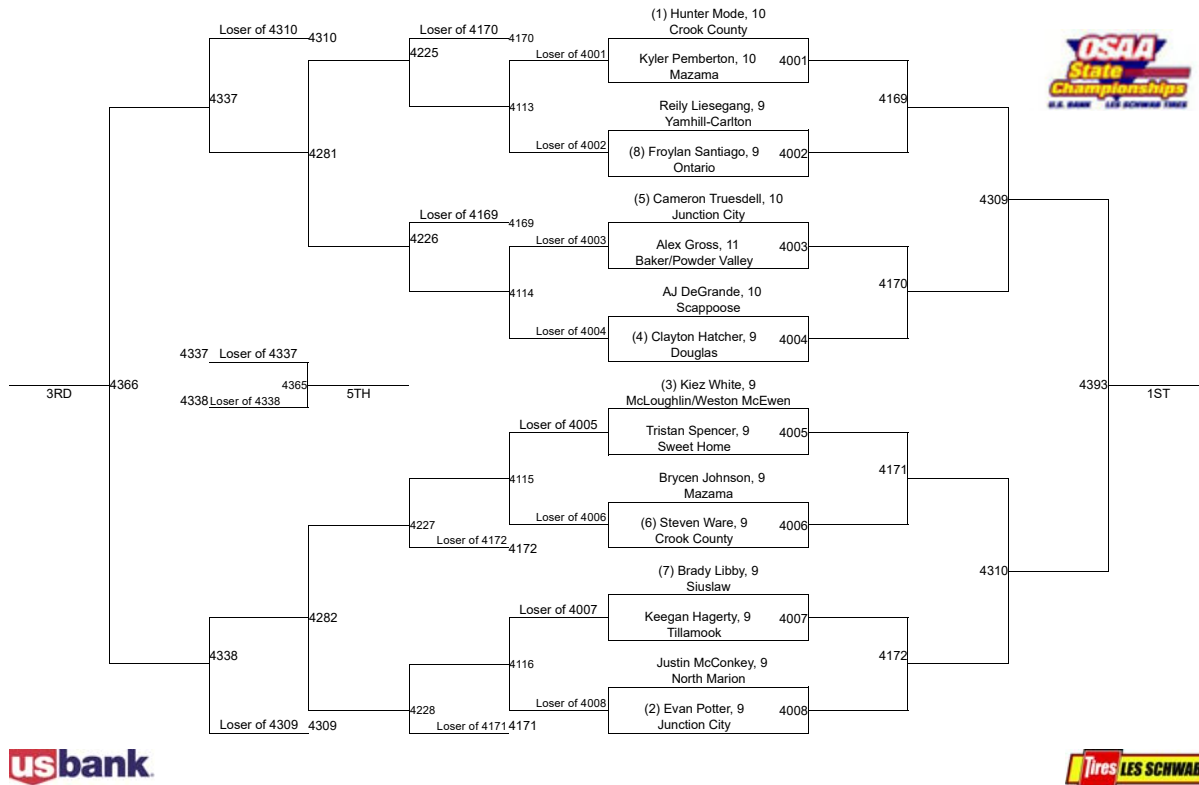 (1) Hunter Mode, 10
Crook County
Loser of 4310 4310
Loser of 4170 4170
4225
Loser of 4001
Kyler Pemberton, 10 4001
Mazama
OSAA
State
Championships
U.S. BANK LES SCHWAB TIRES
4337
4113
4169
Reily Liesegang, 9
Yamhill-Carlton
4281
Loser of 4002
(8) Froylan Santiago, 9 4002
Ontario
(5) Cameron Truesdell, 10
Junction City
4309
Loser of 4169 4169
4226
Loser of 4003
Alex Gross, 11 4003
Baker/Powder Valley
4114
4170
AJ DeGrande, 10
Scappoose
Loser of 4004
(4) Clayton Hatcher, 9 4004
Douglas
4337 Loser of 4337
4366
3RD
4365
5TH
4338 Loser of 4338
(3) Kiez White, 9
McLoughlin/Weston McEwen
4393
1ST
Loser of 4005
Tristan Spencer, 9 4005
Sweet Home
4115
4171
Brycen Johnson, 9
Mazama
4227
Loser of 4006
(6) Steven Ware, 9 4006
Crook County
Loser of 4172 4172
(7) Brady Libby, 9
Siuslaw
4310
4282
Loser of 4007
Keegan Hagerty, 9 4007
Tillamook
4338
4116
4172
Justin McConkey, 9
North Marion
4228
Loser of 4008
(2) Evan Potter, 9 4008
Junction City
Loser of 4309 4309
Loser of 4171 4171
usbank.
Tires LES SCHWAB